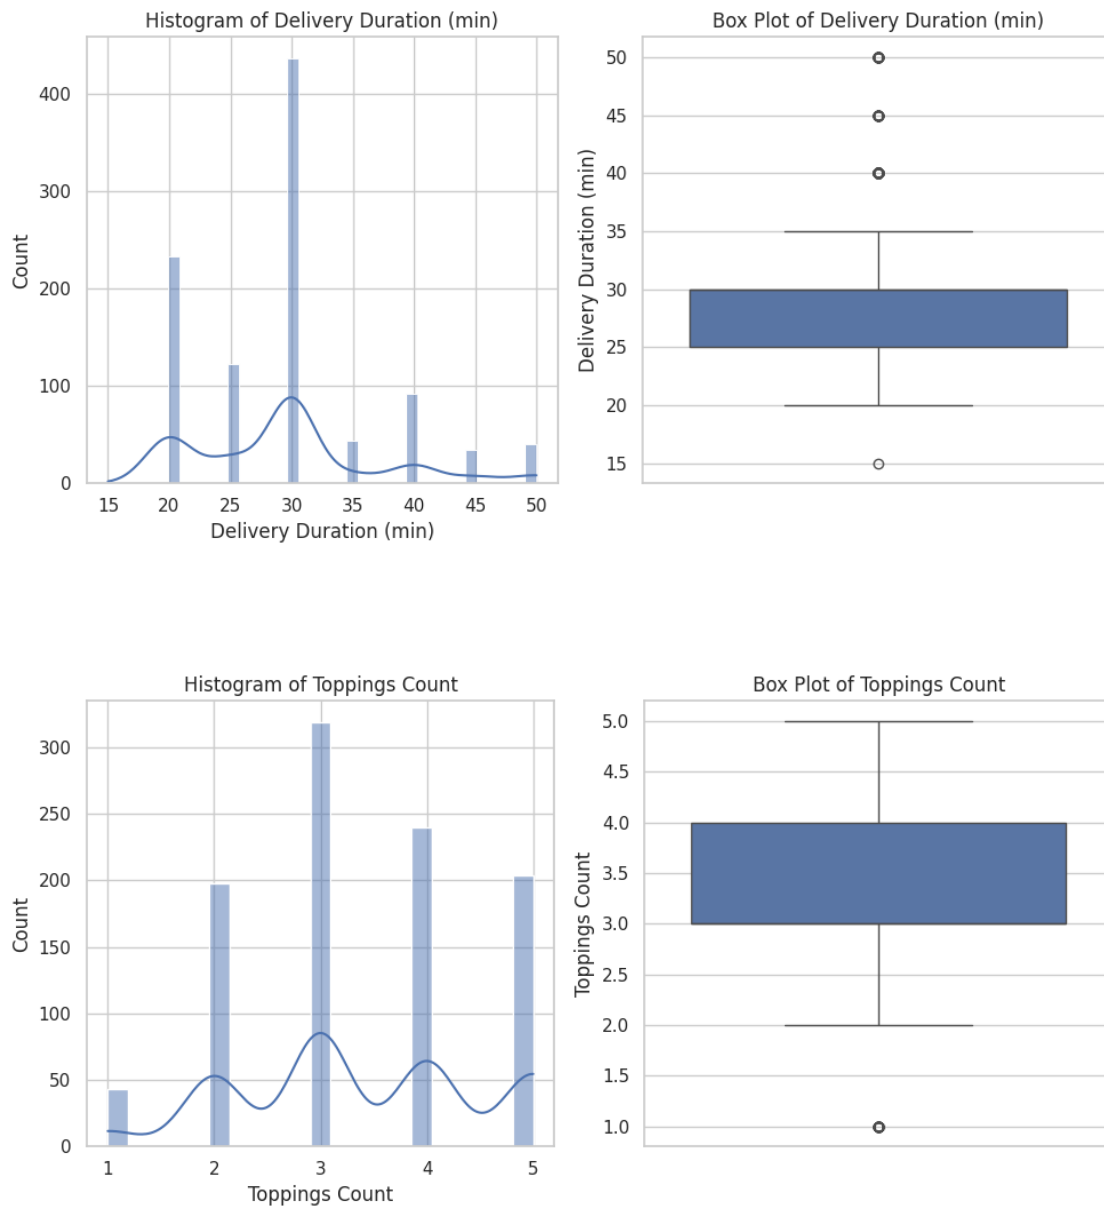 Histogram of Delivery Duration (min)
Count
400
300
200
100
0
15 20 25 30 35 40 45 50
Delivery Duration (min)
Box Plot of Delivery Duration (min)
Delivery Duration (min)
50
45
40
35
30
25
20
15
Histogram of Toppings Count
Count
300
250
200
150
100
50
0
1 2 3 4 5
Toppings Count
Box Plot of Toppings Count
Toppings Count
5.0
4.5
4.0
3.5
3.0
2.5
2.0
1.5
1.0